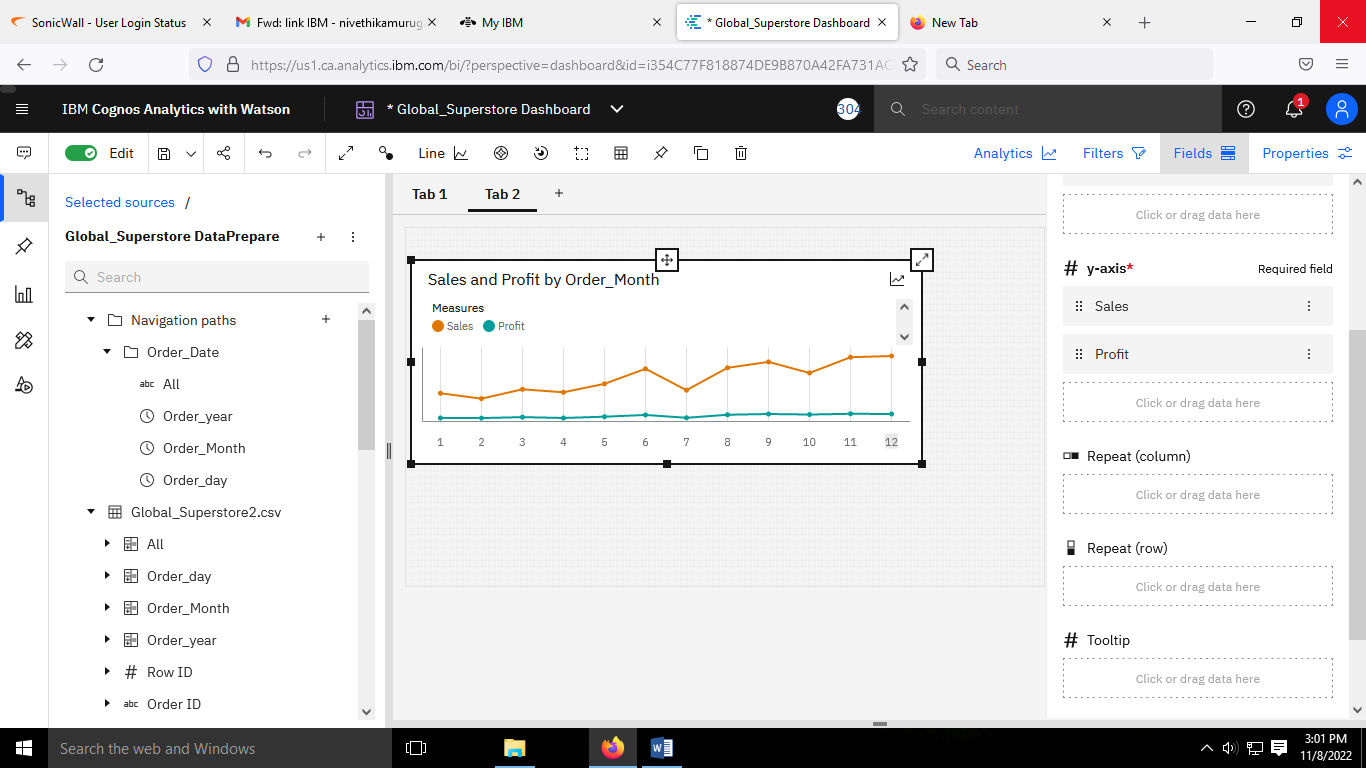 SonicWall - User Login Status
Fwd: link IBM - nivethikamurug
My IBM
* Global_Superstore Dashboard
New Tab
https://us1.ca.analytics.ibm.com/bi/?perspective=dashboard&id=i354C77F818874DE9B870A42FA731AC
Search
IBM Cognos Analytics with Watson
* Global_Superstore Dashboard
304
Search content
1
Edit
Line
Analytics
Filters
Fields
Properties
Selected sources /
Global_Superstore DataPrepare
Search
Navigation paths
Order_Date
abc All
Order_year
Order_Month
Order_day
Global_Superstore2.csv
All
Order_day
Order_Month
Order_year
# Row ID
abc Order ID
Tab 1
Tab 2
Sales and Profit by Order_Month
Measures
Sales Profit
1 2 3 4 5 6 7 8 9 10 11 12
Click or drag data here
# y-axis* Required field
Sales
Profit
Click or drag data here
Repeat (column)
Click or drag data here
Repeat (row)
Click or drag data here
# Tooltip
Click or drag data here
Search the web and Windows
3:01 PM
11/8/2022